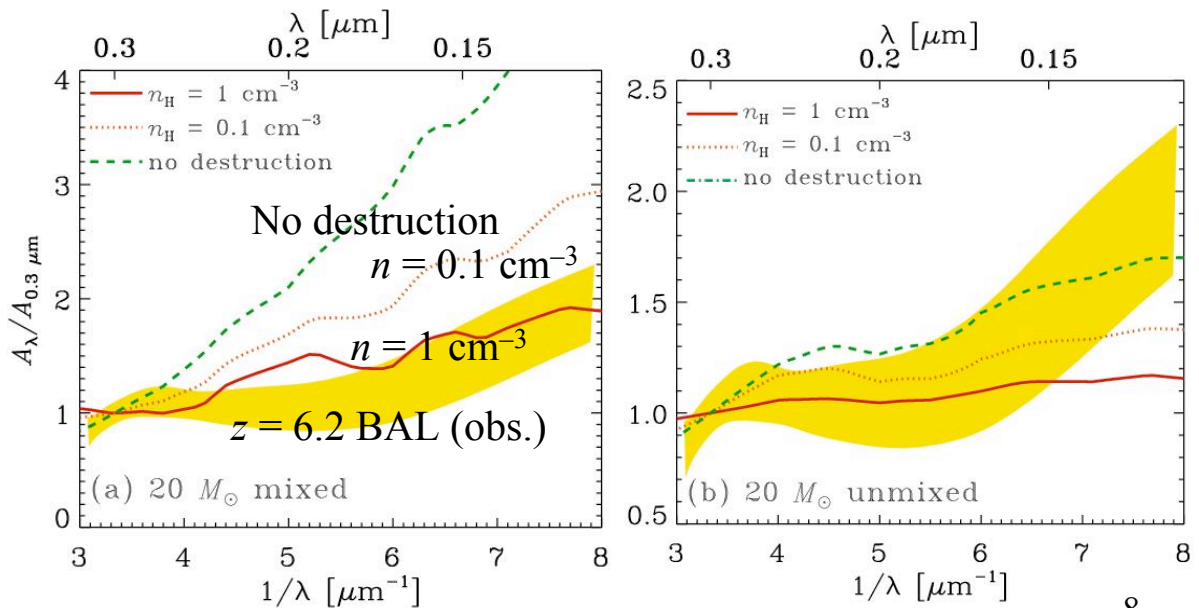 λ [μm]
0.3 0.2 0.15
4
3
2
1
0
A_λ/A_{0.3 μm}
n_H = 1 cm⁻³
n_H = 0.1 cm⁻³
no destruction
No destruction
n = 0.1 cm⁻³
n = 1 cm⁻³
z = 6.2 BAL (obs.)
(a) 20 M_⊙ mixed
3 4 5 6 7 8
1/λ [μm⁻¹]
λ [μm]
0.3 0.2 0.15
2.5
2.0
1.5
1.0
0.5
n_H = 1 cm⁻³
n_H = 0.1 cm⁻³
no destruction
(b) 20 M_⊙ unmixed
3 4 5 6 7 8
1/λ [μm⁻¹]